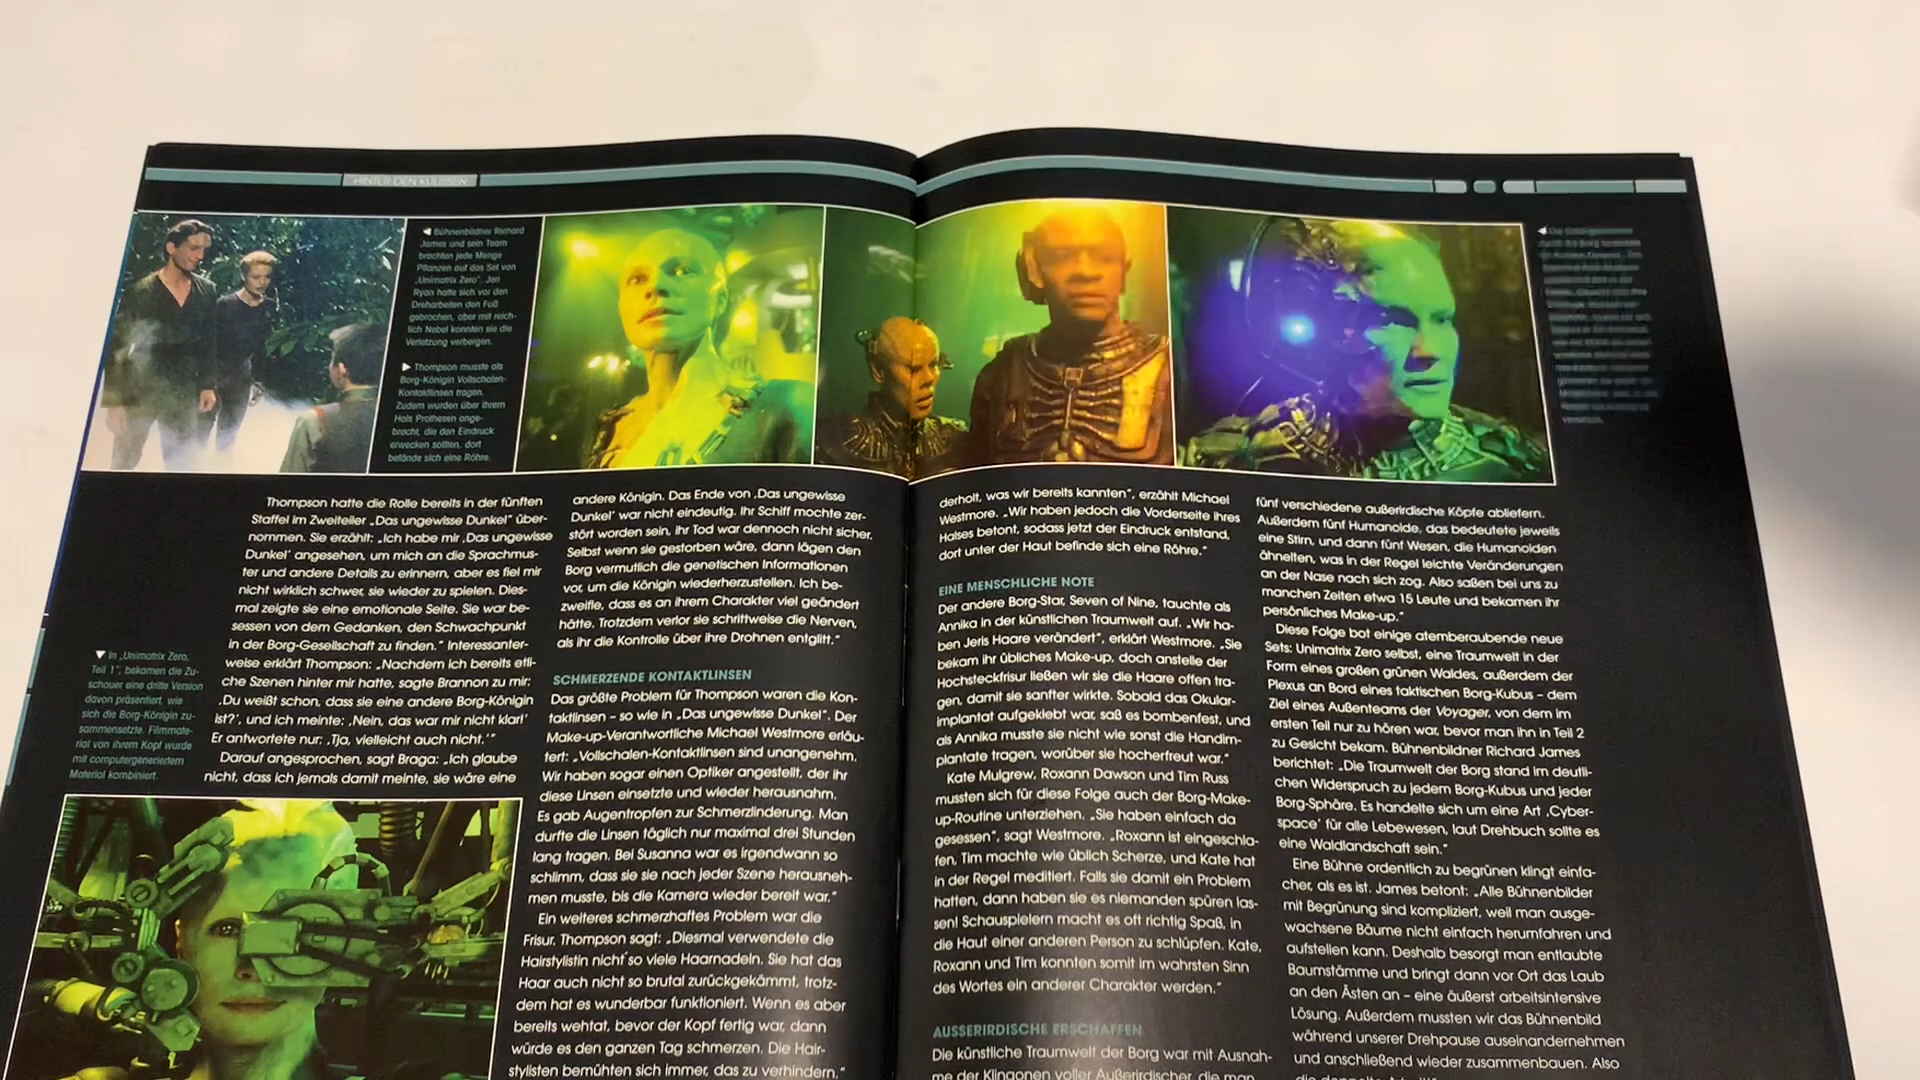 HINTER DEN KULISSEN
◀ Bühnenbildner Richard
James und sein Team
brachten jede Menge
Pflanzen auf das Set von
„Unimatrix Zero“. Jeri
Ryan hatte sich vor den
Dreharbeiten den Fuß
gebrochen, aber mit reich-
lich Nebel konnten sie die
Verletzung verbergen.
▶ Thompson musste als
Borg-Königin Vollschalen-
Kontaktlinsen tragen.
Zudem wurden über ihrem
Hals Prothesen ange-
bracht, die den Eindruck
erwecken sollten, dort
befände sich eine Röhre.
Thompson hatte die Rolle bereits in der fünften
Staffel im Zweiteiler „Das ungewisse Dunkel“ über-
nommen. Sie erzählt: „Ich habe mir ‚Das ungewisse
Dunkel‘ angesehen, um mich an die Sprachmus-
ter und andere Details zu erinnern, aber es fiel mir
nicht wirklich schwer, sie wieder zu spielen. Dies-
mal zeigte sie eine emotionale Seite. Sie war be-
sessen von dem Gedanken, den Schwachpunkt
in der Borg-Gesellschaft zu finden.“ Interessanter-
weise erklärt Thompson: „Nachdem ich bereits etli-
che Szenen hinter mir hatte, sagte Brannon zu mir:
‚Du weißt schon, dass sie eine andere Borg-Königin
ist?‘, und ich meinte: ‚Nein, das war mir nicht klar!‘
Er antwortete nur: ‚Tja, vielleicht auch nicht.‘“
Darauf angesprochen, sagt Braga: „Ich glaube
nicht, dass ich jemals damit meinte, sie wäre eine
▼ In „Unimatrix Zero,
Teil 1“, bekamen die Zu-
schauer eine dritte Version
davon präsentiert, wie
sich die Borg-Königin zu-
sammensetzte. Filmmate-
rial von ihrem Kopf wurde
mit computergeneriertem
Material kombiniert.
andere Königin. Das Ende von ‚Das ungewisse
Dunkel‘ war nicht eindeutig. Ihr Schiff mochte zer-
stört worden sein, ihr Tod war dennoch nicht sicher.
Selbst wenn sie gestorben wäre, dann lägen den
Borg vermutlich die genetischen Informationen
vor, um die Königin wiederherzustellen. Ich be-
zweifle, dass es an ihrem Charakter viel geändert
hätte. Trotzdem verlor sie schrittweise die Nerven,
als ihr die Kontrolle über ihre Drohnen entglitt.“
SCHMERZENDE KONTAKTLINSEN
Das größte Problem für Thompson waren die Kon-
taktlinsen – so wie in „Das ungewisse Dunkel“. Der
Make-up-Verantwortliche Michael Westmore erläu-
tert: „Vollschalen-Kontaktlinsen sind unangenehm.
Wir haben sogar einen Optiker angestellt, der ihr
diese Linsen einsetzte und wieder herausnahm.
Es gab Augentropfen zur Schmerzlinderung. Man
durfte die Linsen täglich nur maximal drei Stunden
lang tragen. Bei Susanna war es irgendwann so
schlimm, dass sie sie nach jeder Szene herausneh-
men musste, bis die Kamera wieder bereit war.“
Ein weiteres schmerzhaftes Problem war die
Frisur. Thompson sagt: „Diesmal verwendete die
Hairstylistin nicht so viele Haarnadeln. Sie hat das
Haar auch nicht so brutal zurückgekämmt, trotz-
dem hat es wunderbar funktioniert. Wenn es aber
bereits wehtat, bevor der Kopf fertig war, dann
würde es den ganzen Tag schmerzen. Die Hair-
stylisten bemühten sich immer, das zu verhindern.“
derholt, was wir bereits kannten“, erzählt Michael
Westmore. „Wir haben jedoch die Vorderseite ihres
Halses betont, sodass jetzt der Eindruck entstand,
dort unter der Haut befinde sich eine Röhre.“
EINE MENSCHLICHE NOTE
Der andere Borg-Star, Seven of Nine, tauchte als
Annika in der künstlichen Traumwelt auf. „Wir ha-
ben Jeris Haare verändert“, erklärt Westmore. „Sie
bekam ihr übliches Make-up, doch anstelle der
Hochsteckfrisur ließen wir sie die Haare offen tra-
gen, damit sie sanfter wirkte. Sobald das Okular-
implantat aufgeklebt war, saß es bombenfest, und
als Annika musste sie nicht wie sonst die Handim-
plantate tragen, worüber sie hocherfreut war.“
Kate Mulgrew, Roxann Dawson und Tim Russ
mussten sich für diese Folge auch der Borg-Make-
up-Routine unterziehen. „Sie haben einfach da
gesessen“, sagt Westmore. „Roxann ist eingeschla-
fen, Tim machte wie üblich Scherze, und Kate hat
in der Regel meditiert. Falls sie damit ein Problem
hatten, dann haben sie es niemanden spüren las-
sen! Schauspielern macht es oft richtig Spaß, in
die Haut einer anderen Person zu schlüpfen. Kate,
Roxann und Tim konnten somit im wahrsten Sinn
des Wortes ein anderer Charakter werden.“
AUSSERIRDISCHE ERSCHAFFEN
Die künstliche Traumwelt der Borg war mit Ausnah-
me der Klingonen voller Außerirdischer, die man
fünf verschiedene außerirdische Köpfe abliefern.
Außerdem fünf Humanoide, das bedeutete jeweils
eine Stirn, und dann fünf Wesen, die Humanoiden
ähnelten, was in der Regel leichte Veränderungen
an der Nase nach sich zog. Also saßen bei uns zu
manchen Zeiten etwa 15 Leute und bekamen ihr
persönliches Make-up.“
Diese Folge bot einige atemberaubende neue
Sets: Unimatrix Zero selbst, eine Traumwelt in der
Form eines großen grünen Waldes, außerdem der
Plexus an Bord eines taktischen Borg-Kubus – dem
Ziel eines Außenteams der Voyager, von dem im
ersten Teil nur zu hören war, bevor man ihn in Teil 2
zu Gesicht bekam. Bühnenbildner Richard James
berichtet: „Die Traumwelt der Borg stand im deutli-
chen Widerspruch zu jedem Borg-Kubus und jeder
Borg-Sphäre. Es handelte sich um eine Art ‚Cyber-
space‘ für alle Lebewesen, laut Drehbuch sollte es
eine Waldlandschaft sein.“
Eine Bühne ordentlich zu begrünen klingt einfa-
cher, als es ist. James betont: „Alle Bühnenbilder
mit Begrünung sind kompliziert, weil man ausge-
wachsene Bäume nicht einfach herumfahren und
aufstellen kann. Deshalb besorgt man entlaubte
Baumstämme und bringt dann vor Ort das Laub
an den Ästen an – eine äußerst arbeitsintensive
Lösung. Außerdem mussten wir das Bühnenbild
während unserer Drehpause auseinandernehmen
und anschließend wieder zusammenbauen. Also